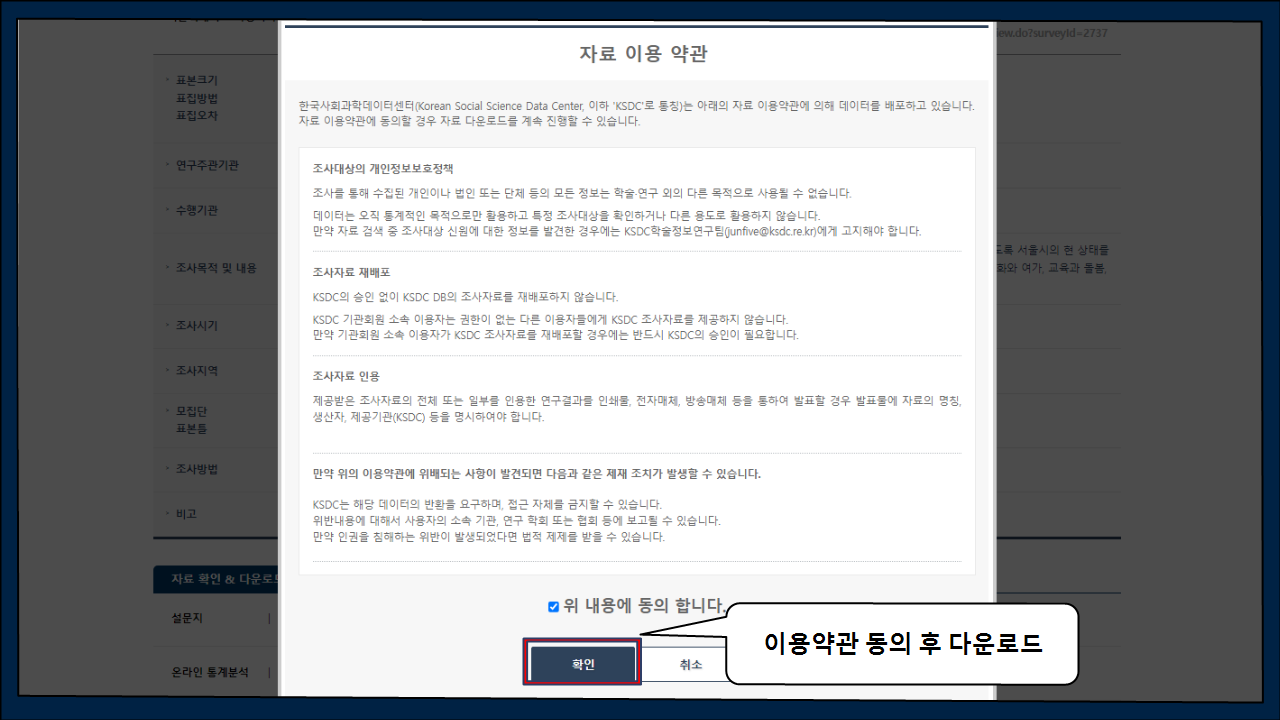 ew.do?surveyId=2737
자료 이용 약관
표본크기
표집방법
표집오차
한국사회과학데이터센터(Korean Social Science Data Center, 이하 'KSDC'로 통칭)는 아래의 자료 이용약관에 의해 데이터를 배포하고 있습니다.
자료 이용약관에 동의할 경우 자료 다운로드를 계속 진행할 수 있습니다.
연구주관기관
조사대상의 개인정보보호정책
조사를 통해 수집된 개인이나 법인 또는 단체 등의 모든 정보는 학술·연구 외의 다른 목적으로 사용될 수 없습니다.
수행기관
데이터는 오직 통계적인 목적으로만 활용하고 특정 조사대상을 확인하거나 다른 용도로 활용하지 않습니다.
만약 자료 검색 중 조사대상 신원에 대한 정보를 발견한 경우에는 KSDC학술정보연구팀(junfive@ksdc.re.kr)에게 고지해야 합니다.
조사목적 및 내용
도록 서울시의 현 상태를
화와 여가, 교육과 돌봄,
조사자료 재배포
KSDC의 승인 없이 KSDC DB의 조사자료를 재배포하지 않습니다.
조사시기
KSDC 기관회원 소속 이용자는 권한이 없는 다른 이용자들에게 KSDC 조사자료를 제공하지 않습니다.
만약 기관회원 소속 이용자가 KSDC 조사자료를 재배포할 경우에는 반드시 KSDC의 승인이 필요합니다.
조사지역
조사자료 인용
제공받은 조사자료의 전체 또는 일부를 인용한 연구결과를 인쇄물, 전자매체, 방송매체 등을 통하여 발표할 경우 발표물에 자료의 명칭,
생산자, 제공기관(KSDC) 등을 명시하여야 합니다.
모집단
표본틀
조사방법
만약 위의 이용약관에 위배되는 사항이 발견되면 다음과 같은 제재 조치가 발생할 수 있습니다.
비고
KSDC는 해당 데이터의 반환을 요구하며, 접근 자체를 금지할 수 있습니다.
위반내용에 대해서 사용자의 소속 기관, 연구 학회 또는 협회 등에 보고될 수 있습니다.
만약 인권을 침해하는 위반이 발생되었다면 법적 제제를 받을 수 있습니다.
자료 확인 & 다운로드
설문지 |
위 내용에 동의 합니다.
이용약관 동의 후 다운로드
확인 취소
온라인 통계분석 |